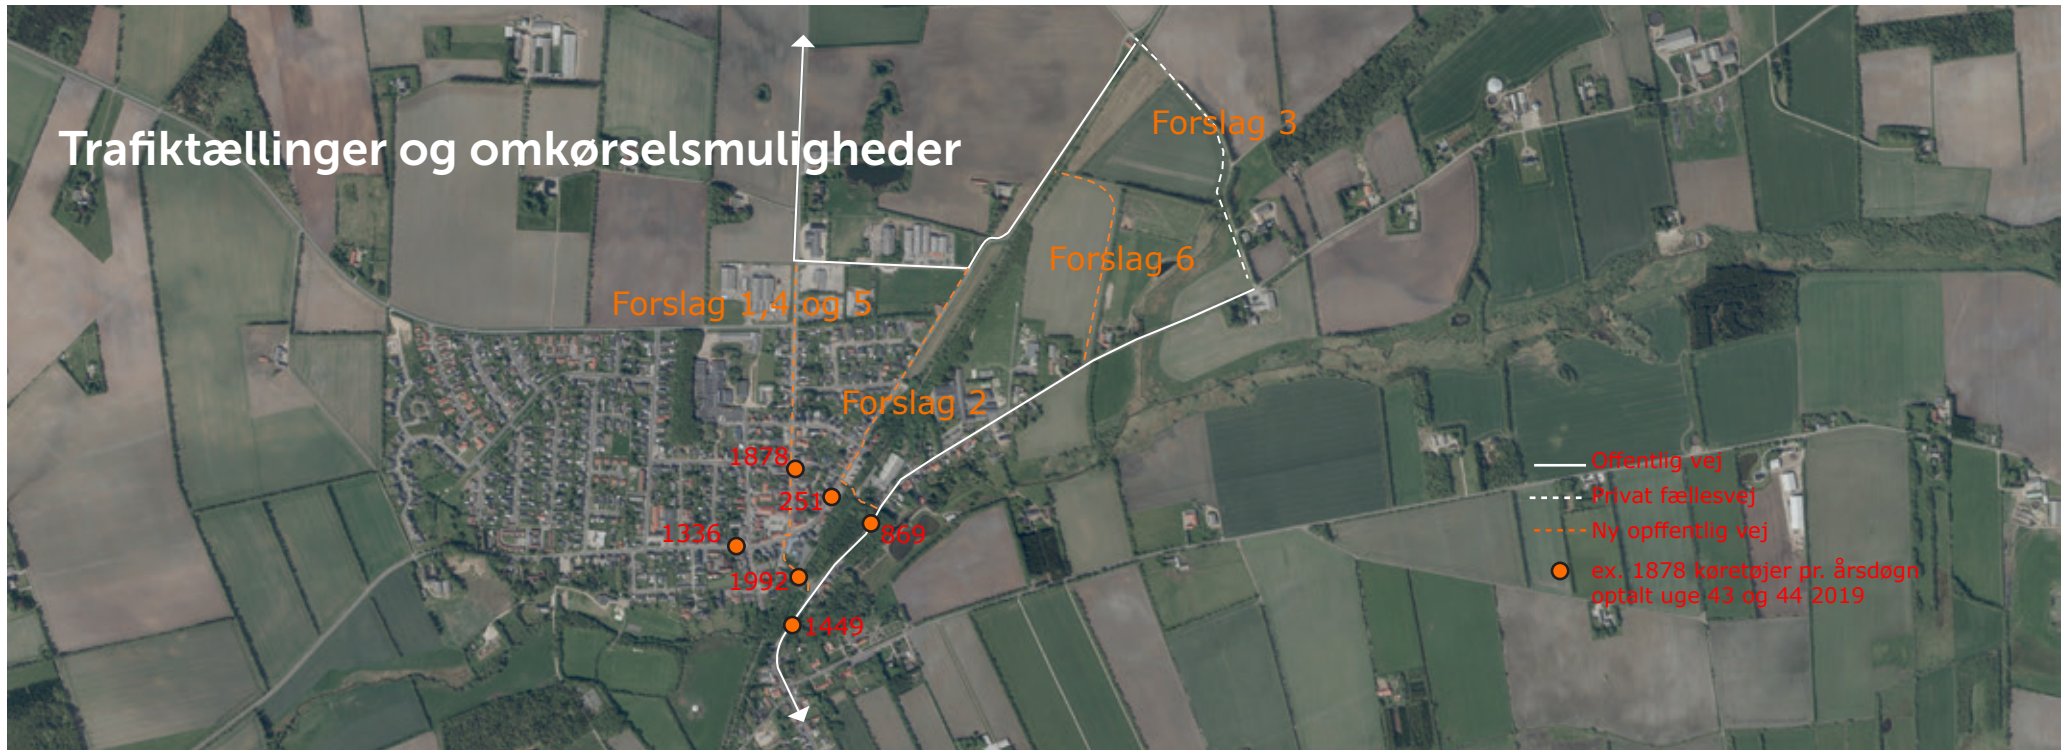 Trafiktællinger og omkørselsmuligheder
Forslag 3
Forslag 6
Forslag 1,4 og 5
Forslag 2
1878
251
1336
869
1992
1449
Offentlig vej
Privat fællesvej
Ny opffentlig vej
ex. 1878 køretøjer pr. årsdøgn
optalt uge 43 og 44 2019